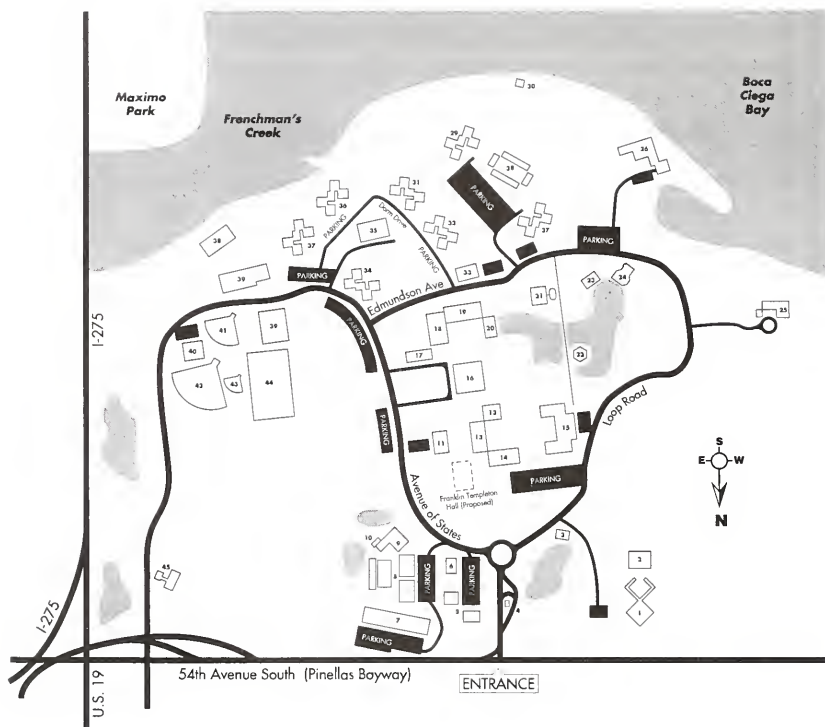 Maximo
Park
Frenchman's
Creek
Boca
Ciega
Bay
30
29
38
26
PARKING
36
31
Dorm Drive
33
37
PARKING
PARKING
38
37
35
PARKING
33
39
PARKING
34
Edmundson Ave
31
32
24
25
I-275
PARKING
41
39
40
42
43
44
19
18
20
17
16
22
Loop Road
PARKING
12
11
13
15
14
PARKING
S
E
W
N
Franklin Templeton
Hall (Proposed)
Avenue of States
10
9
8
6
3
2
1
PARKING
PARKING
5
4
7
PARKING
45
I-275
54th Avenue South (Pinellas Bayway)
ENTRANCE
U.S. 19